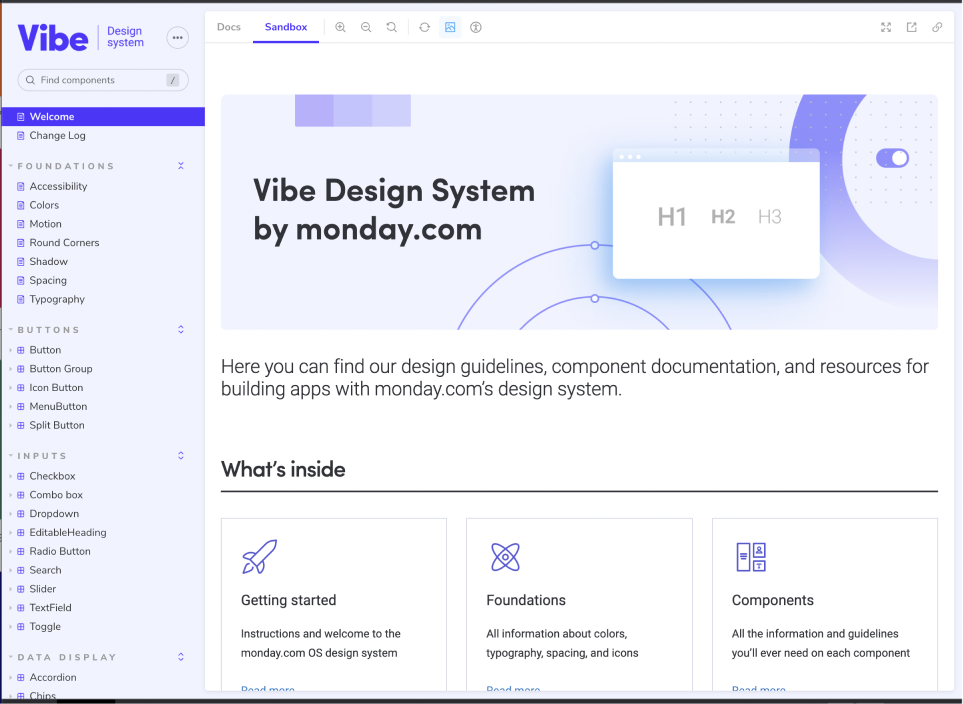 Vibe
Design
system
Find components
/
Welcome
Change Log
FOUNDATIONS
Accessibility
Colors
Motion
Round Corners
Shadow
Spacing
Typography
BUTTONS
Button
Button Group
Icon Button
MenuButton
Split Button
INPUTS
Checkbox
Combo box
Dropdown
EditableHeading
Radio Button
Search
Slider
TextField
Toggle
DATA DISPLAY
Accordion
Chips
Docs
Sandbox
Vibe Design System
by monday.com
H1 H2 H3
Here you can find our design guidelines, component documentation, and resources for
building apps with monday.com’s design system.
What’s inside
Getting started
Instructions and welcome to the
monday.com OS design system
Read more
Foundations
All information about colors,
typography, spacing, and icons
Read more
Components
All the information and guidelines
you’ll ever need on each component
Read more